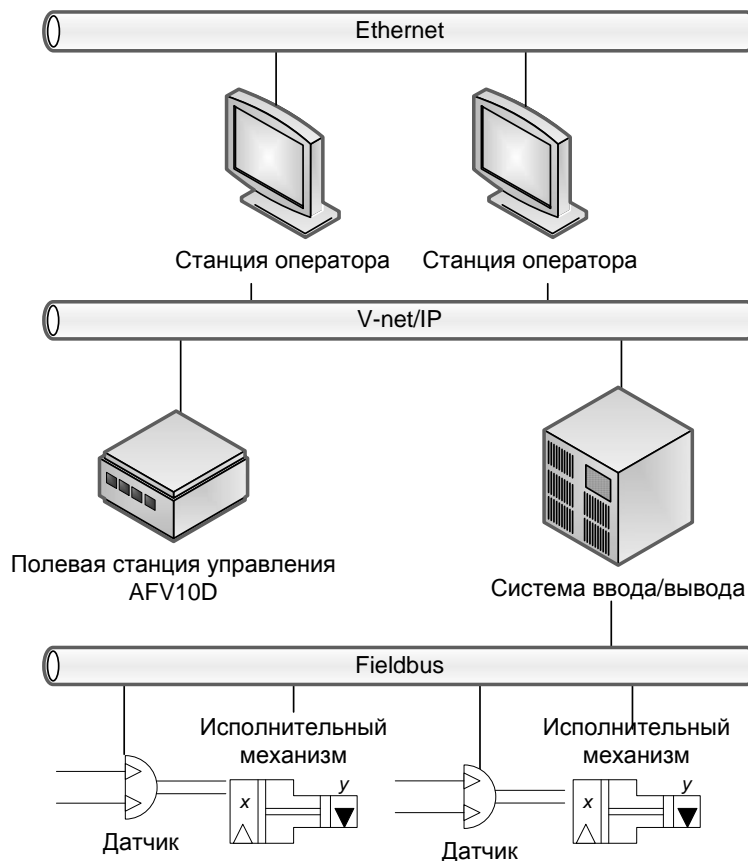 Ethernet
Станция оператора
Станция оператора
V-net/IP
Полевая станция управления
AFV10D
Система ввода/вывода
Fieldbus
Исполнительный
механизм
x
y
Датчик
Исполнительный
механизм
x
y
Датчик